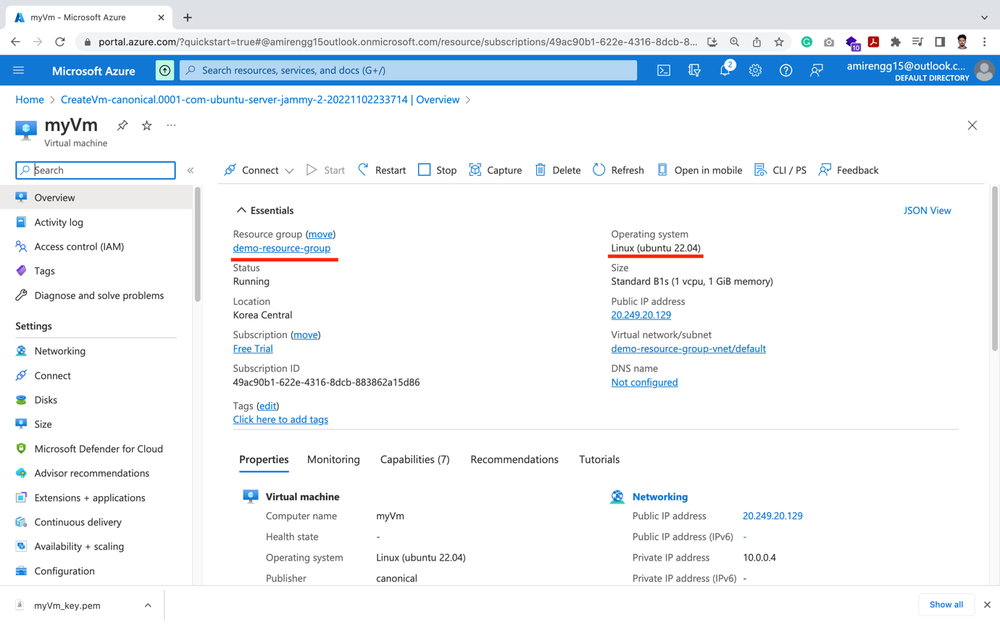 myVm - Microsoft Azure
portal.azure.com/?quickstart=true#@amirengg15outlook.onmicrosoft.com/resource/subscriptions/49ac90b1-622e-4316-8dcb-8...
10
Microsoft Azure
Search resources, services, and docs (G+/)
2
amirengg15@outlook.c...
DEFAULT DIRECTORY
Home > CreateVm-canonical.0001-com-ubuntu-server-jammy-2-20221102233714 | Overview >
myVm
Virtual machine
Search
Connect Start Restart Stop Capture Delete Refresh Open in mobile CLI / PS Feedback
Overview
Activity log
Access control (IAM)
Tags
Diagnose and solve problems
Settings
Networking
Connect
Disks
Size
Microsoft Defender for Cloud
Advisor recommendations
Extensions + applications
Continuous delivery
Availability + scaling
Configuration
Essentials
JSON View
Resource group (move)
demo-resource-group
Status
Running
Location
Korea Central
Subscription (move)
Free Trial
Subscription ID
49ac90b1-622e-4316-8dcb-883862a15d86
Tags (edit)
Click here to add tags
Operating system
Linux (ubuntu 22.04)
Size
Standard B1s (1 vcpu, 1 GiB memory)
Public IP address
20.249.20.129
Virtual network/subnet
demo-resource-group-vnet/default
DNS name
Not configured
Properties Monitoring Capabilities (7) Recommendations Tutorials
Virtual machine
Computer name myVm
Health state -
Operating system Linux (ubuntu 22.04)
Publisher canonical
Networking
Public IP address 20.249.20.129
Public IP address (IPv6) -
Private IP address 10.0.0.4
Private IP address (IPv6) -
myVm_key.pem
Show all